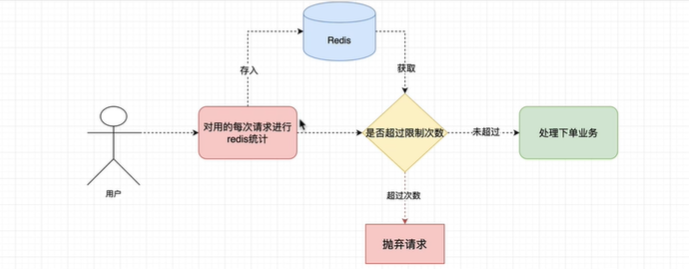 Redis
存入
获取
用户
对用的每次请求进行
redis统计
是否超过限制次数
未超过
处理下单业务
超过次数
抛弃请求